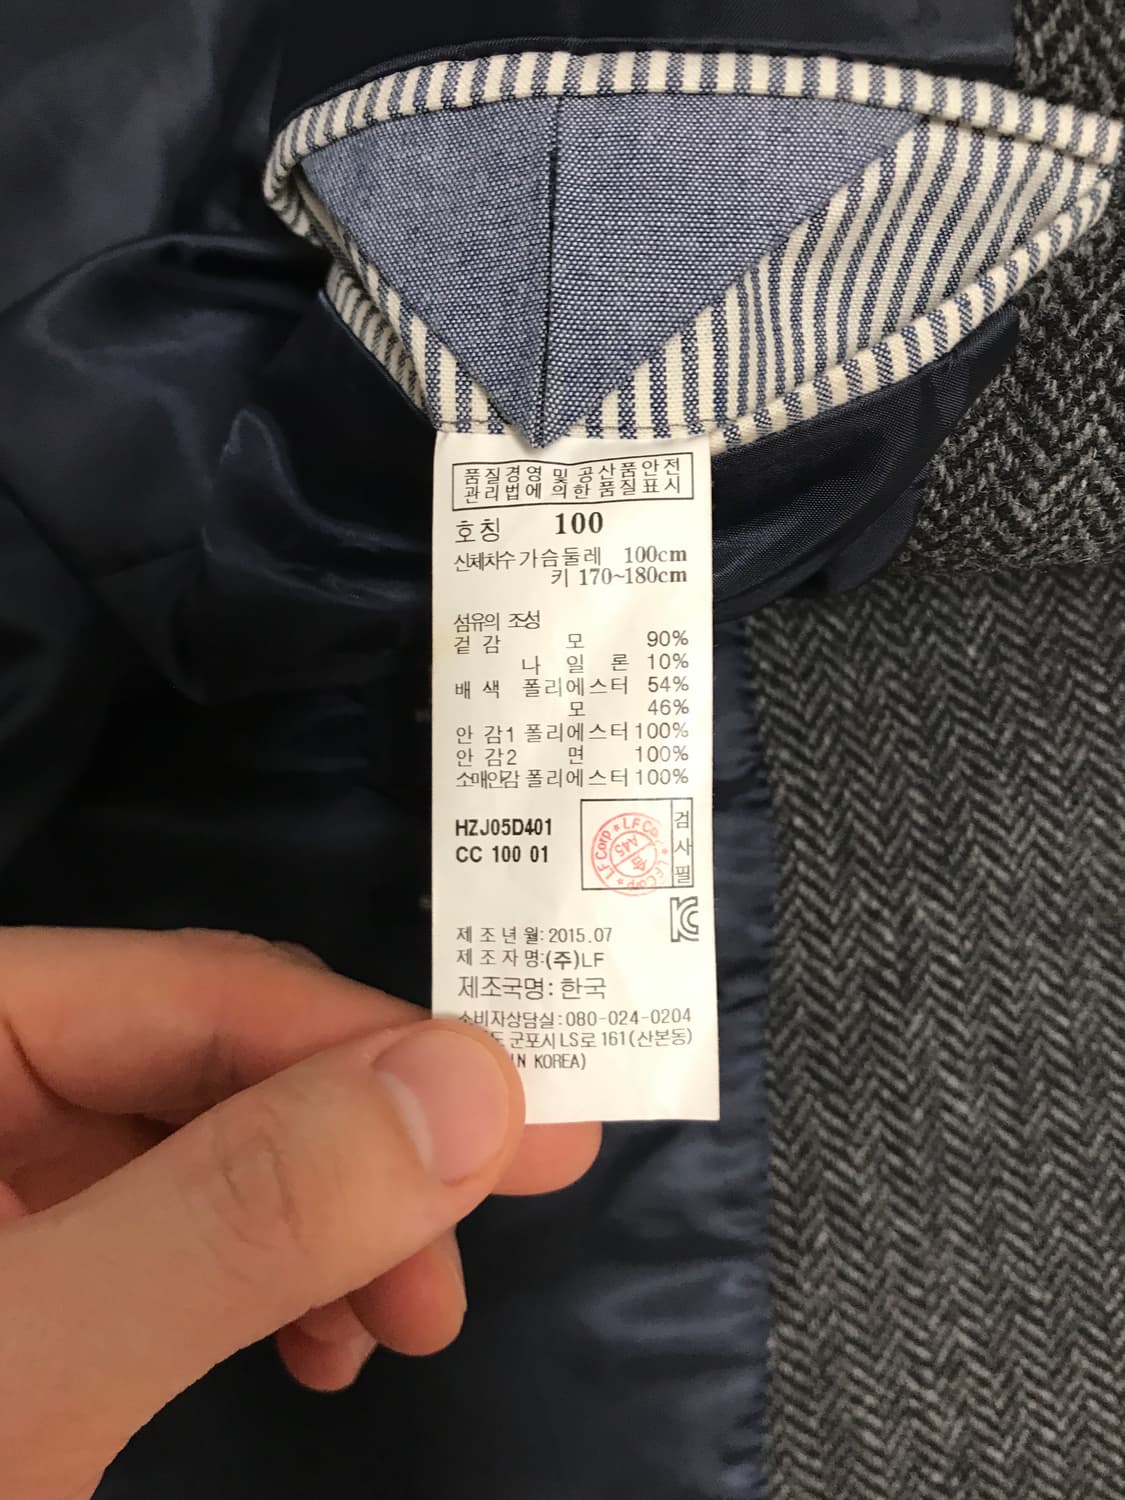 품질경영 및 공산품안전
관리법에 의한 품질표시
호칭 100
신체치수 가슴둘레 100cm
키 170~180cm
섬유의 조성
겉감 모 90%
나일론 10%
배색 폴리에스터 54%
모 46%
안감1 폴리에스터 100%
안감2 면 100%
소매안감 폴리에스터 100%
HZJ05D401
CC 100 01
LF Corp * LF Corp * LF Corp *
A45
검사필
제조년월: 2015.07
제조자명: (주)LF
제조국명: 한국
소비자상담실: 080-024-0204
군포시 LS로 161(산본동)
IN KOREA)